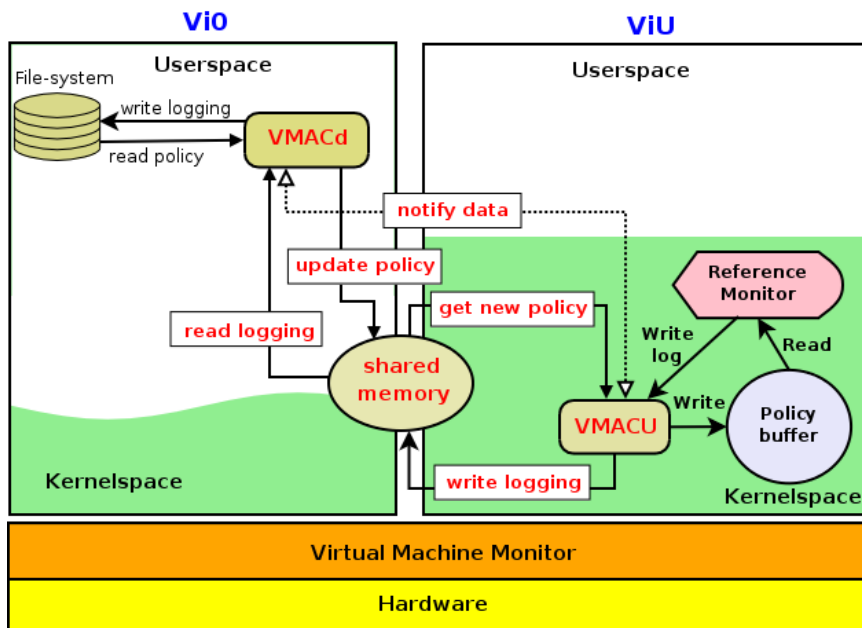 Vi0
ViU
Userspace
Userspace
File-system
write logging
VMACd
read policy
notify data
update policy
Reference
Monitor
get new policy
read logging
Write
log
Read
shared
memory
Write
VMACU
Policy
buffer
Kernelspace
write logging
Kernelspace
Virtual Machine Monitor
Hardware